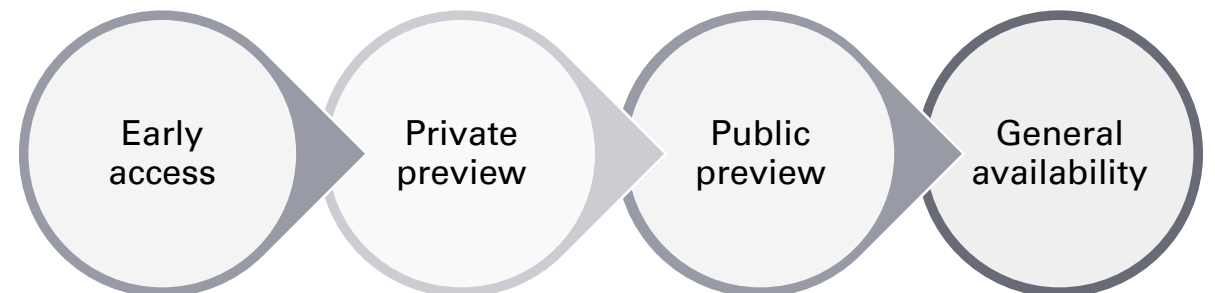 Early
access
Private
preview
Public
preview
General
availability